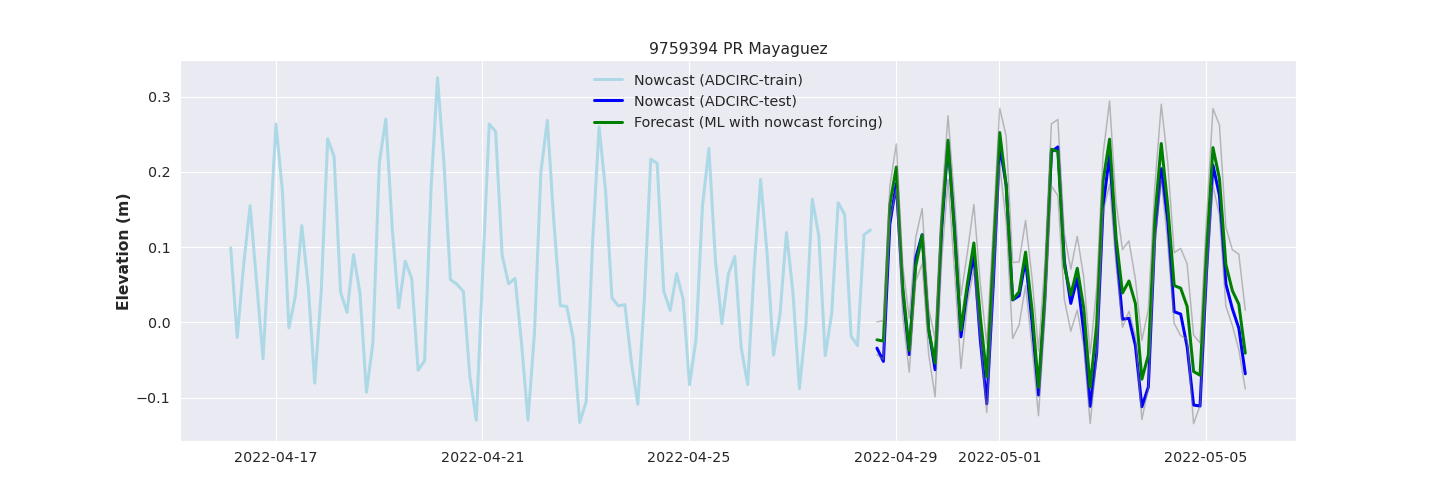 9759394 PR Mayaguez
Nowcast (ADCIRC-train)
Nowcast (ADCIRC-test)
Forecast (ML with nowcast forcing)
Elevation (m)
0.3
0.2
0.1
0.0
−0.1
2022-04-17 2022-04-21 2022-04-25 2022-04-29 2022-05-01 2022-05-05